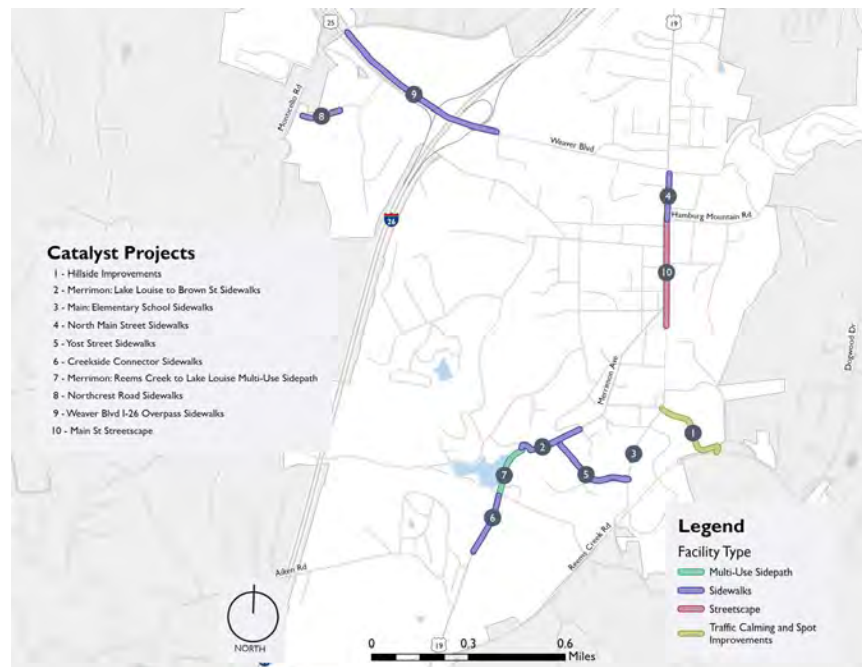 25
19
9
Monticello Rd
8
Weaver Blvd
4
Hamburg Mountain Rd
26
Catalyst Projects
1 - Hillside Improvements
2 - Merrimon: Lake Louise to Brown St Sidewalks
3 - Main: Elementary School Sidewalks
4 - North Main Street Sidewalks
5 - Yost Street Sidewalks
6 - Creekside Connector Sidewalks
7 - Merrimon: Reems Creek to Lake Louise Multi-Use Sidepath
8 - Northcrest Road Sidewalks
9 - Weaver Blvd I-26 Overpass Sidewalks
10 - Main St Streetscape
10
Dogwood Dr
Merrimon Ave
1
2
3
7
5
6
Reems Creek Rd
Aiken Rd
Legend
Facility Type
Multi-Use Sidepath
Sidewalks
Streetscape
Traffic Calming and Spot
Improvements
NORTH
19
0
0.3
0.6
Miles